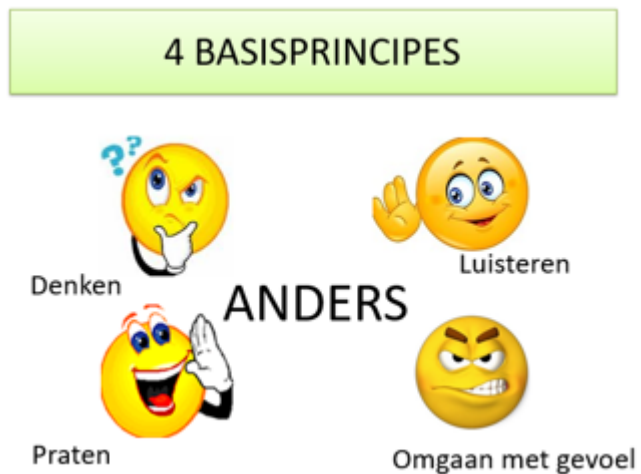 4 BASISPRINCIPES
??
Denken
Luisteren
ANDERS
Praten
Omgaan met gevoel